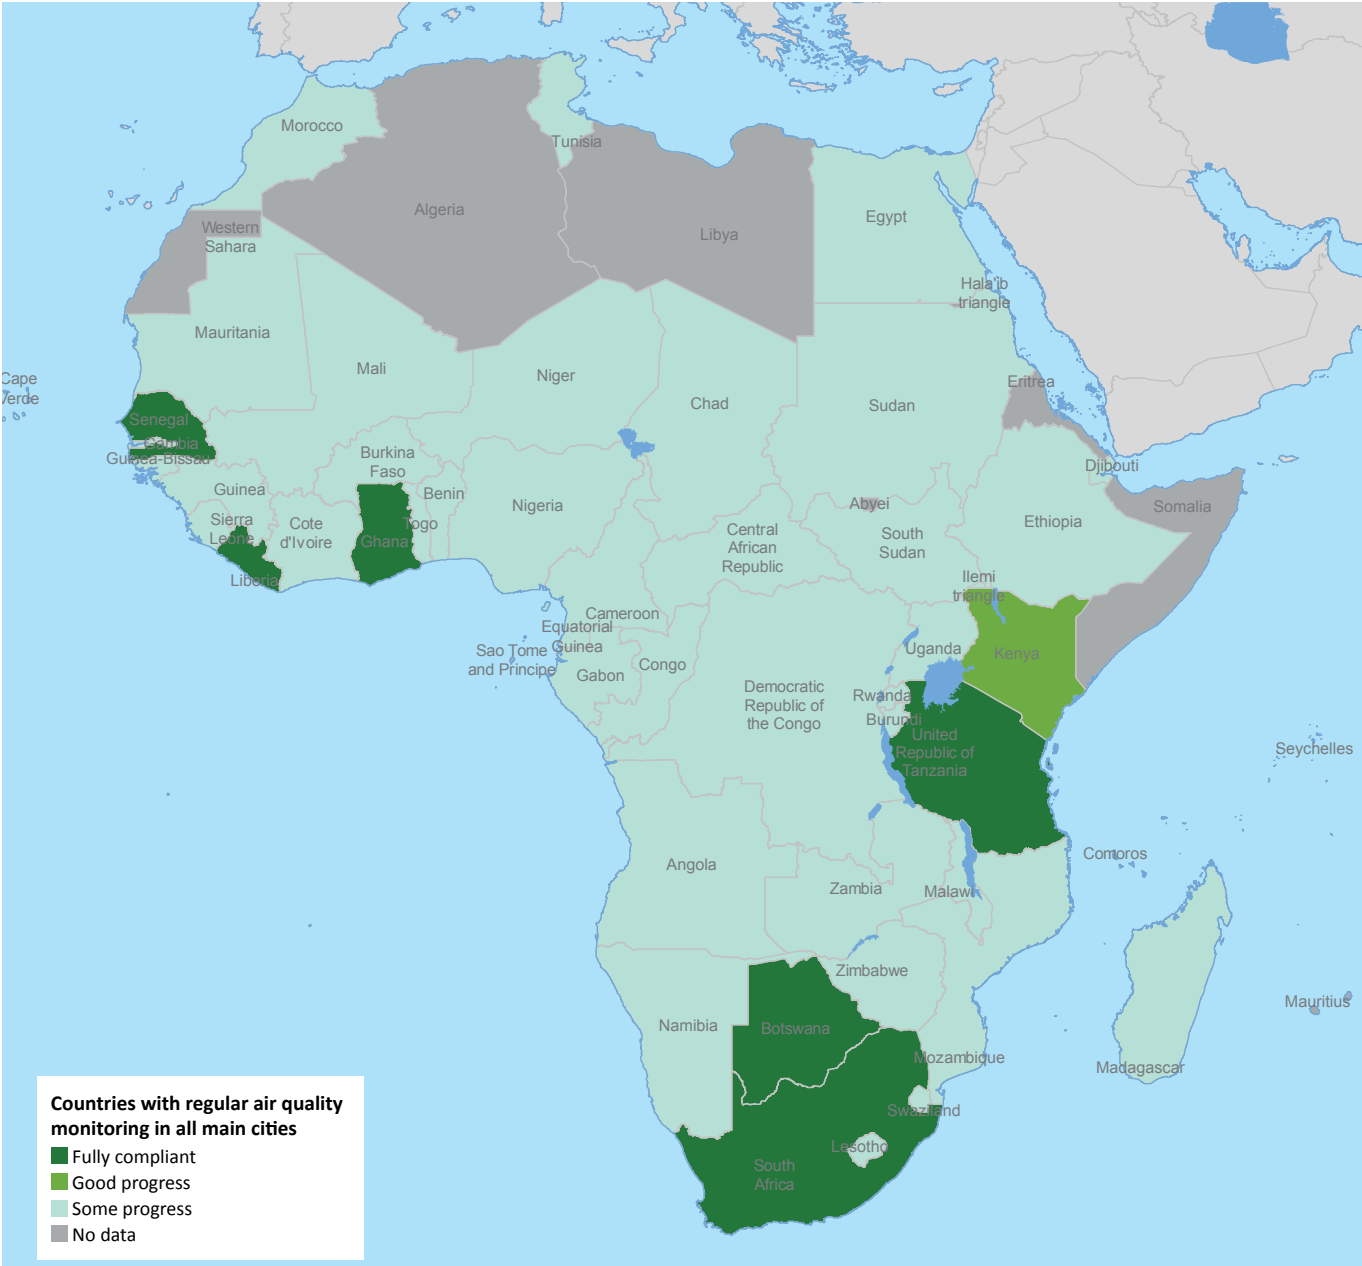 Morocco
Tunisia
Algeria
Libya
Egypt
Western
Sahara
Hala'ib
triangle
Mauritania
Mali
Niger
Chad
Sudan
Eritrea
Cape
Verde
Senegal
Gambia
Guinea-Bissau
Burkina
Faso
Djibouti
Guinea
Benin
Nigeria
Abyei
Somalia
Sierra
Leone
Cote
d'Ivoire
Togo
Ghana
Central
African
Republic
South
Sudan
Ethiopia
Liberia
Ilemi
triangle
Cameroon
Equatorial
Guinea
Sao Tome
and Principe
Gabon
Congo
Uganda
Kenya
Democratic
Republic of
the Congo
Rwanda
Burundi
United
Republic of
Tanzania
Seychelles
Angola
Zambia
Malawi
Comoros
Zimbabwe
Namibia
Botswana
Mozambique
Madagascar
Mauritius
Swaziland
Lesotho
South
Africa
Countries with regular air quality
monitoring in all main cities
Fully compliant
Good progress
Some progress
No data